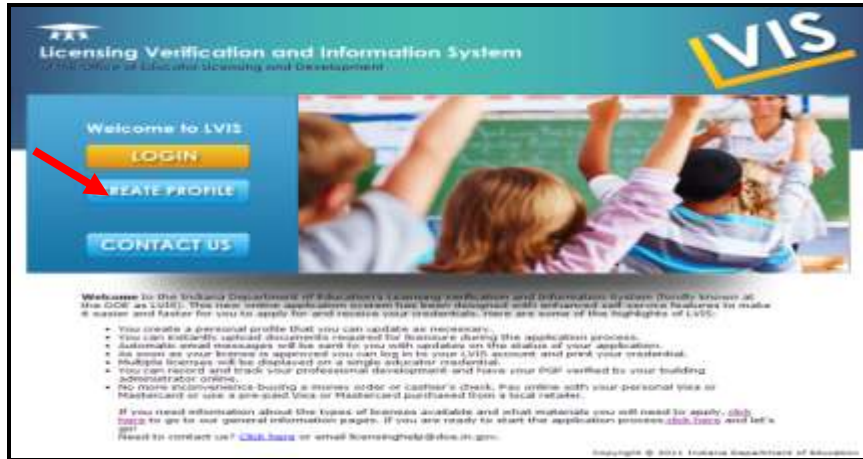 Licensing Verification and Information System
of the Office of Educator Licensing and Development
LVIS
Welcome to LVIS
LOGIN
CREATE PROFILE
CONTACT US
Welcome to the Indiana Department of Education's Licensing Verification and Information System (fondly known at
the DOE as LVIS). This new online application system has been designed with enhanced self-service features to make
it easier and faster for you to apply for and receive your credentials. Here are some of the highlights of LVIS:
• You create a personal profile that you can update as necessary.
• You can instantly upload documents required for licensure during the application process.
• Automatic email messages will be sent to you with updates on the status of your application.
• As soon as your license is approved you can log in to your LVIS account and print your credential.
• Multiple licenses will be displayed on a single educator credential.
• You can record and track your professional development and have your PGP verified by your building
administrator online.
• No more inconvenience buying a money order or cashier's check. Pay online with your personal Visa or
Mastercard or use a pre-paid Visa or Mastercard purchased from a local retailer.
If you need information about the types of licenses available and what materials you will need to apply, click
here to go to our general information pages. If you are ready to start the application process click here and let's
go!
Need to contact us? Click here or email licensinghelp@doe.in.gov.
Copyright © 2011 Indiana Department of Education